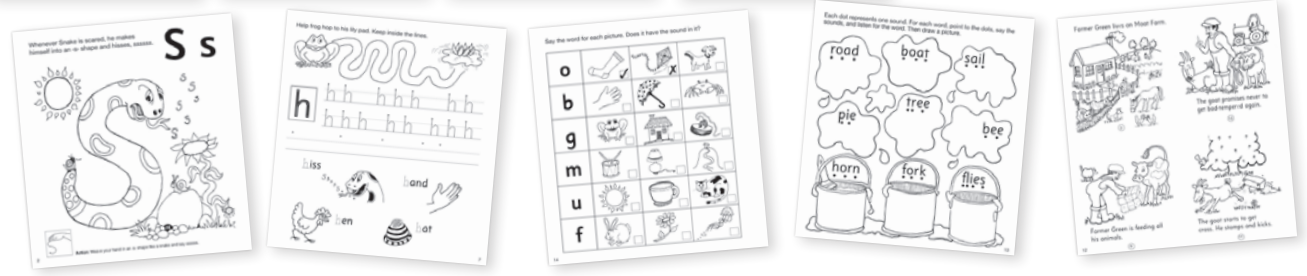 Whenever Snake is scared, he makes
himself into an s shape and hisses, sssssss.
S s
s
s
s
s
s
s
Help frog hop to his lily pad. Keep inside the lines.
h
h h h h h h h
h h h h h h h h
hiss
hand
hen
hat
7
Say the word for each picture. Does it have the sound in it?
o
b
g
m
u
f
14
Each dot represents one sound. For each word, point to the dots, say the
sounds, and listen for the word. Then draw a picture.
road
boat
sail
pie
tree
bee
horn
fork
flies
Farmer Green lives on Moat Farm.
The goat promises never to
get bad-temper-d again.
Farmer Green is feeding all
his animals.
The goat starts to get
cross. He stamps and kicks.